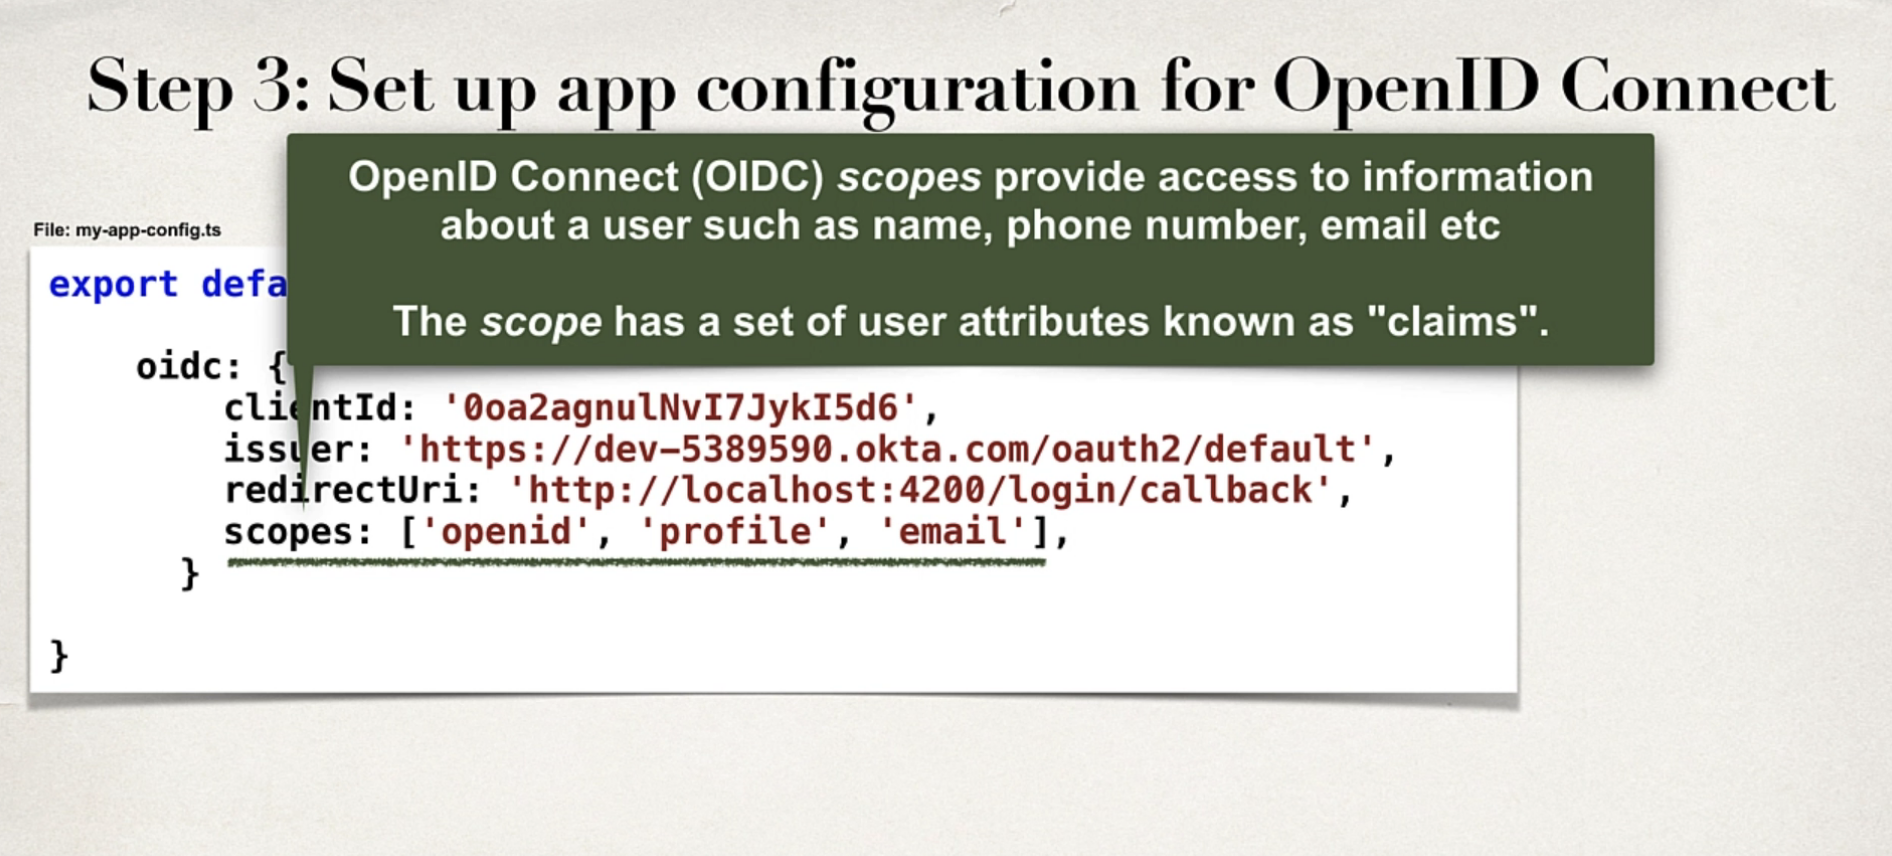 Step 3: Set up app configuration for OpenID Connect
OpenID Connect (OIDC) scopes provide access to information
about a user such as name, phone number, email etc
The scope has a set of user attributes known as "claims".
File: my-app-config.ts
export defa
oidc: {
clientId: '0oa2agnulNvI7JykI5d6',
issuer: 'https://dev-5389590.okta.com/oauth2/default',
redirectUri: 'http://localhost:4200/login/callback',
scopes: ['openid', 'profile', 'email'],
}
}